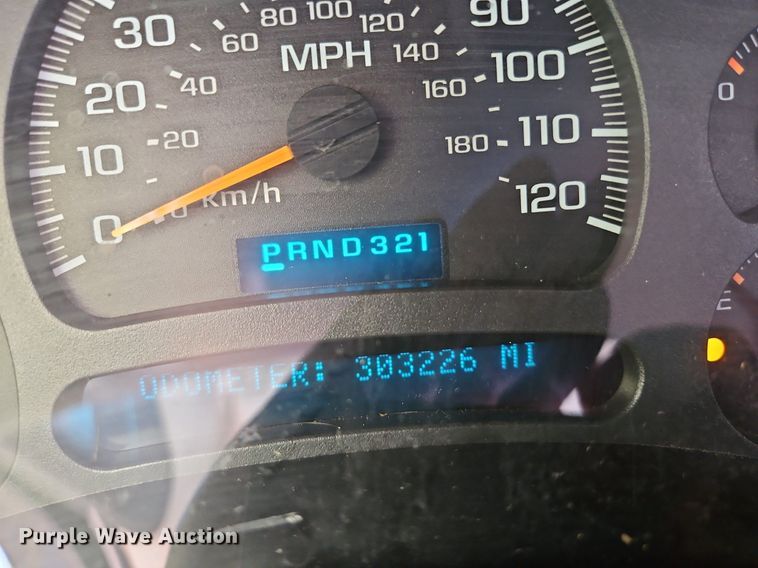 80 100 120
30 60 MPH 140 90
20 40 160 100
10 20 180 110
0 km/h 120
0
PRND321
E
ODOMETER: 303226 MI
Purple Wave Auction